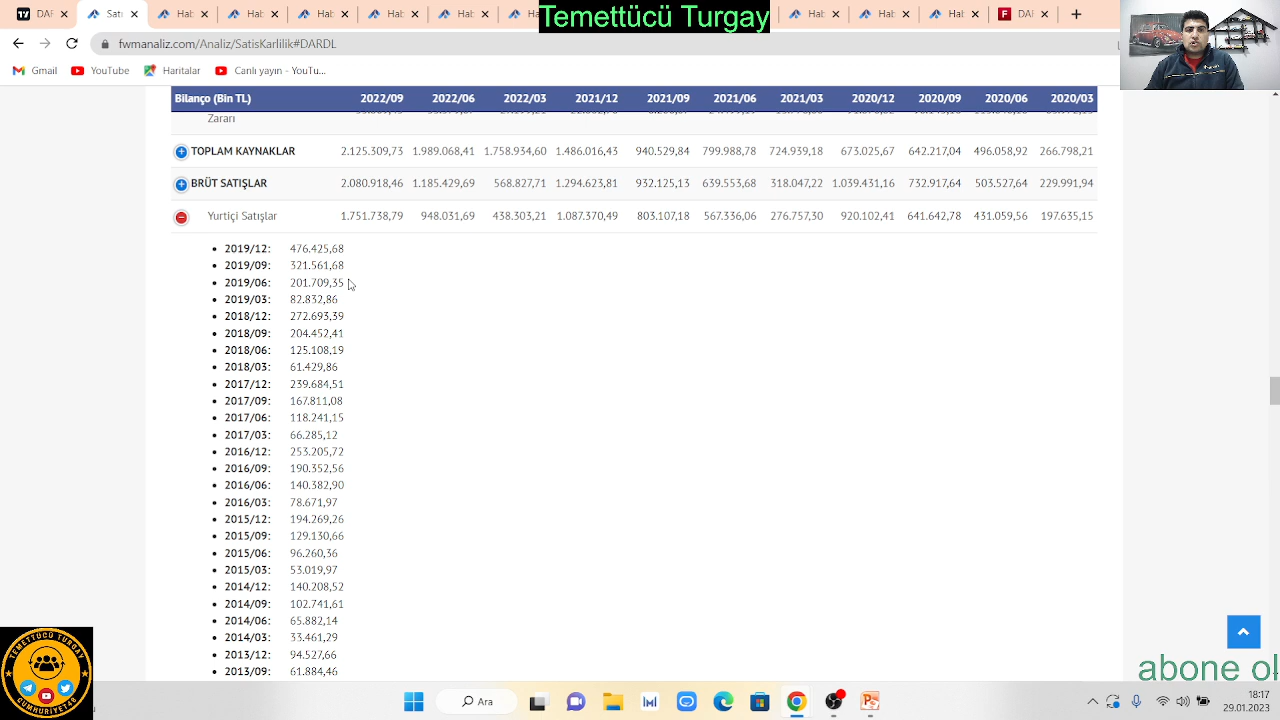 Temettücü Turgay
Satı
Hal
Hal
Hal
Hal
DAI
fwmanaliz.com/Analiz/SatisKarlilik#DARDL
Gmail YouTube Haritalar Canlı yayın - YouTu...
Bilanço (Bin TL) 2022/09 2022/06 2022/03 2021/12 2021/09 2021/06 2021/03 2020/12 2020/09 2020/06 2020/03
Zararı
TOPLAM KAYNAKLAR 2.125.309,73 1.989.068,41 1.758.934,60 1.486.016,43 940.529,84 799.988,78 724.939,18 673.025,67 642.217,04 496.058,92 266.798,21
BRÜT SATIŞLAR 2.080.918,46 1.185.429,69 568.827,71 1.294.623,81 932.125,13 639.553,68 318.047,22 1.039.431,16 732.917,64 503.527,64 229.991,94
Yurtiçi Satışlar 1.751.738,79 948.031,69 438.303,21 1.087.370,49 803.107,18 567.336,06 276.757,30 920.102,41 641.642,78 431.059,56 197.635,15
2019/12: 476.425,68
2019/09: 321.561,68
2019/06: 201.709,35
2019/03: 82.832,86
2018/12: 272.693,39
2018/09: 204.452,41
2018/06: 125.108,19
2018/03: 61.429,86
2017/12: 239.684,51
2017/09: 167.811,08
2017/06: 118.241,15
2017/03: 66.285,12
2016/12: 253.205,72
2016/09: 190.352,56
2016/06: 140.382,90
2016/03: 78.671,97
2015/12: 194.269,26
2015/09: 129.130,66
2015/06: 96.260,36
2015/03: 53.019,97
2014/12: 140.208,52
2014/09: 102.741,61
2014/06: 65.882,14
2014/03: 33.461,29
2013/12: 94.527,66
2013/09: 61.884,46
TEMETTÜCÜ TURGAY
CUMHURİYET46
abone ol
Ara
18:17
29.01.2023